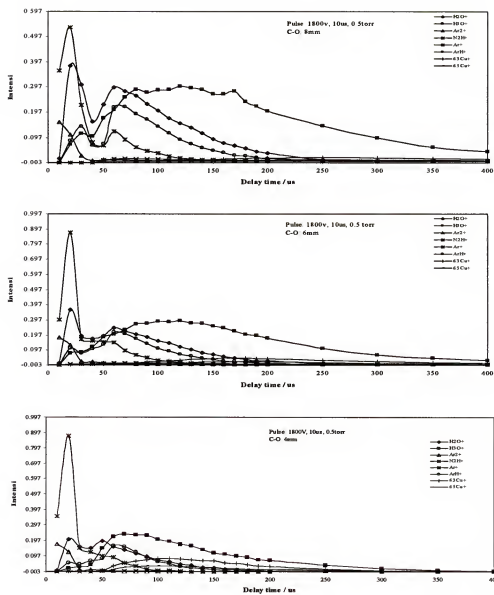 0.597
0.497
0.397
0.297
0.197
0.097
-0.003
Intensi
Pulse 1800v, 10us, 0.5torr
C-O 8mm
H2O+
H3O+
Ar2+
N2H+
Ar+
ArH+
63Cu+
65Cu+
0 50 100 150 200 250 300 350 400
Delay time / us
0.997
0.897
0.797
0.697
0.597
0.497
0.397
0.297
0.197
0.097
-0.003
Intensi
Pulse 1800v, 10us, 0.5 torr
C-O 6mm
H2O+
H3O+
Ar2+
N2H+
Ar+
ArH+
63Cu+
65Cu+
0 50 100 150 200 250 300 350 400
Delay time / us
0.997
0.897
0.797
0.697
0.597
0.497
0.397
0.297
0.197
0.097
-0.003
Intensi
Pulse 1800V, 10us, 0.5torr
C-O 4mm
H2O+
H3O+
Ar2+
N2H+
Ar+
ArH+
63Cu+
65Cu+
0 50 100 150 200 250 300 350 400
Delay time / us